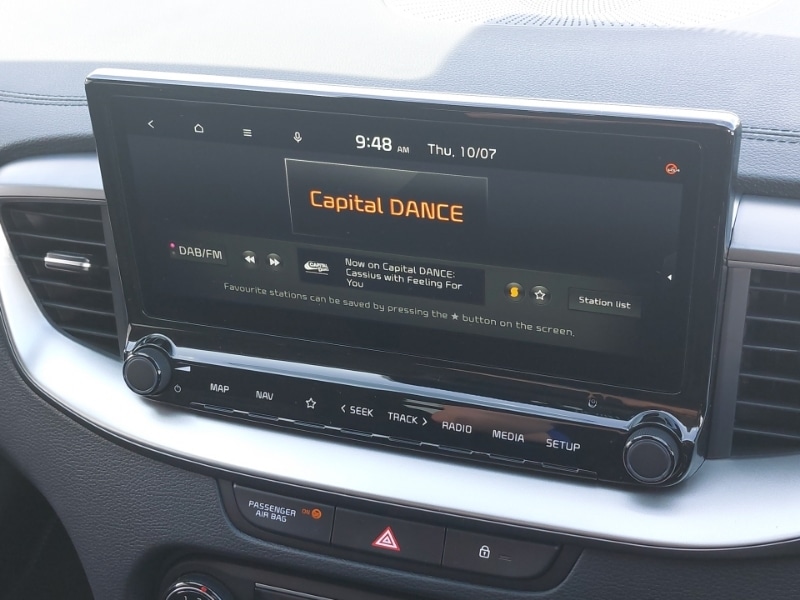 9:48 AM Thu, 10/07
Capital DANCE
DAB/FM
CAPITAL
Now on Capital DANCE:
Cassius with Feeling For
You
Station list
Favourite stations can be saved by pressing the ★ button on the screen.
MAP NAV ☆ < SEEK TRACK > RADIO MEDIA SETUP
PASSENGER
AIR BAG
ON